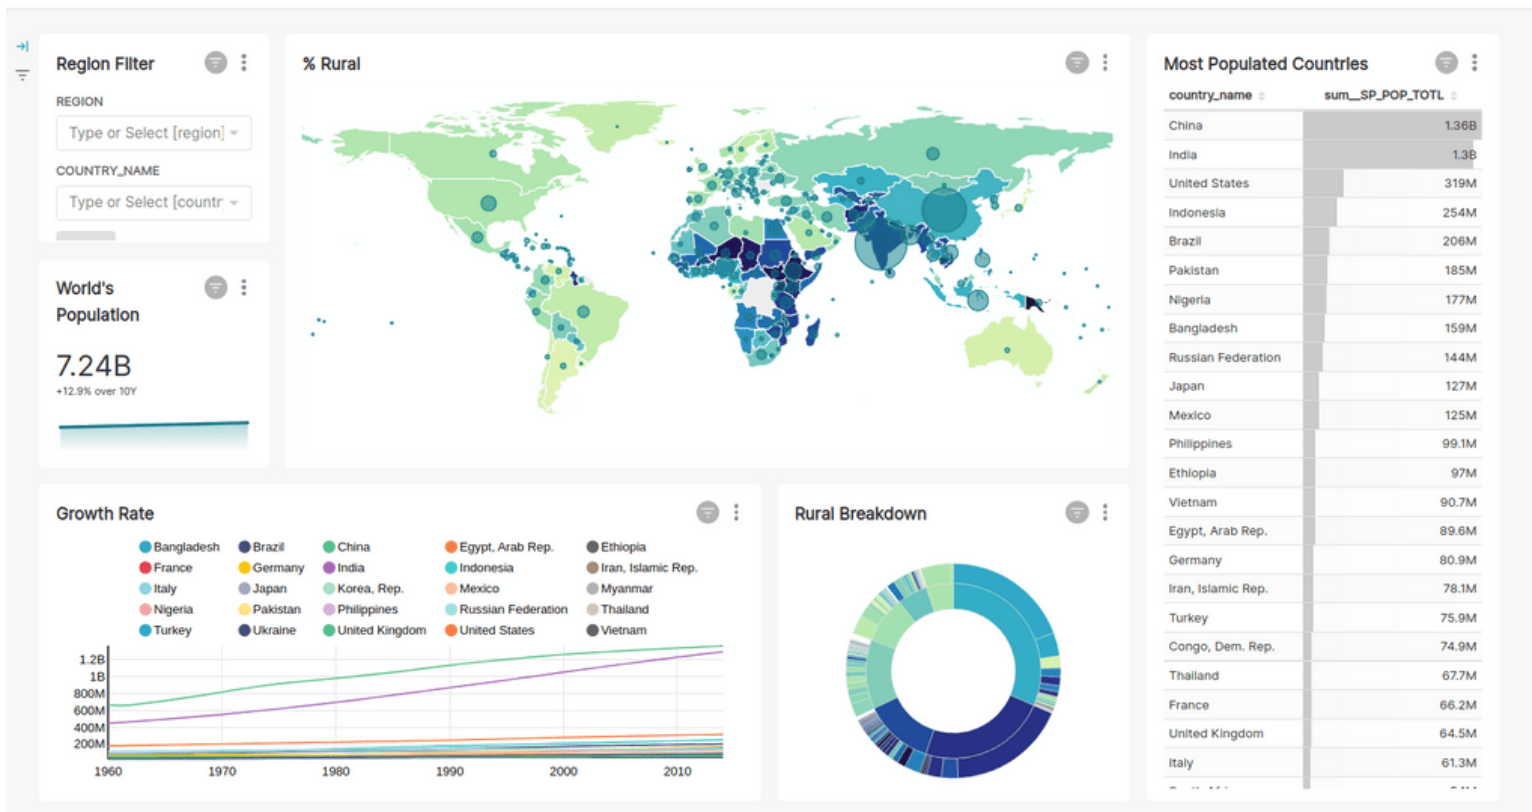 Region Filter
REGION
Type or Select [region]
COUNTRY_NAME
Type or Select [countr
World's
Population
7.24B
+12.9% over 10Y
% Rural
Most Populated Countries
country_name sum__SP_POP_TOTL
China 1.36B
India 1.3B
United States 319M
Indonesia 254M
Brazil 206M
Pakistan 185M
Nigeria 177M
Bangladesh 159M
Russian Federation 144M
Japan 127M
Mexico 125M
Philippines 99.1M
Ethiopia 97M
Vietnam 90.7M
Egypt, Arab Rep. 89.6M
Germany 80.9M
Iran, Islamic Rep. 78.1M
Turkey 75.9M
Congo, Dem. Rep. 74.9M
Thailand 67.7M
France 66.2M
United Kingdom 64.5M
Italy 61.3M
Growth Rate
Bangladesh Brazil China Egypt, Arab Rep. Ethiopia
France Germany India Indonesia Iran, Islamic Rep.
Italy Japan Korea, Rep. Mexico Myanmar
Nigeria Pakistan Philippines Russian Federation Thailand
Turkey Ukraine United Kingdom United States Vietnam
1.2B
1B
800M
600M
400M
200M
1960 1970 1980 1990 2000 2010
Rural Breakdown